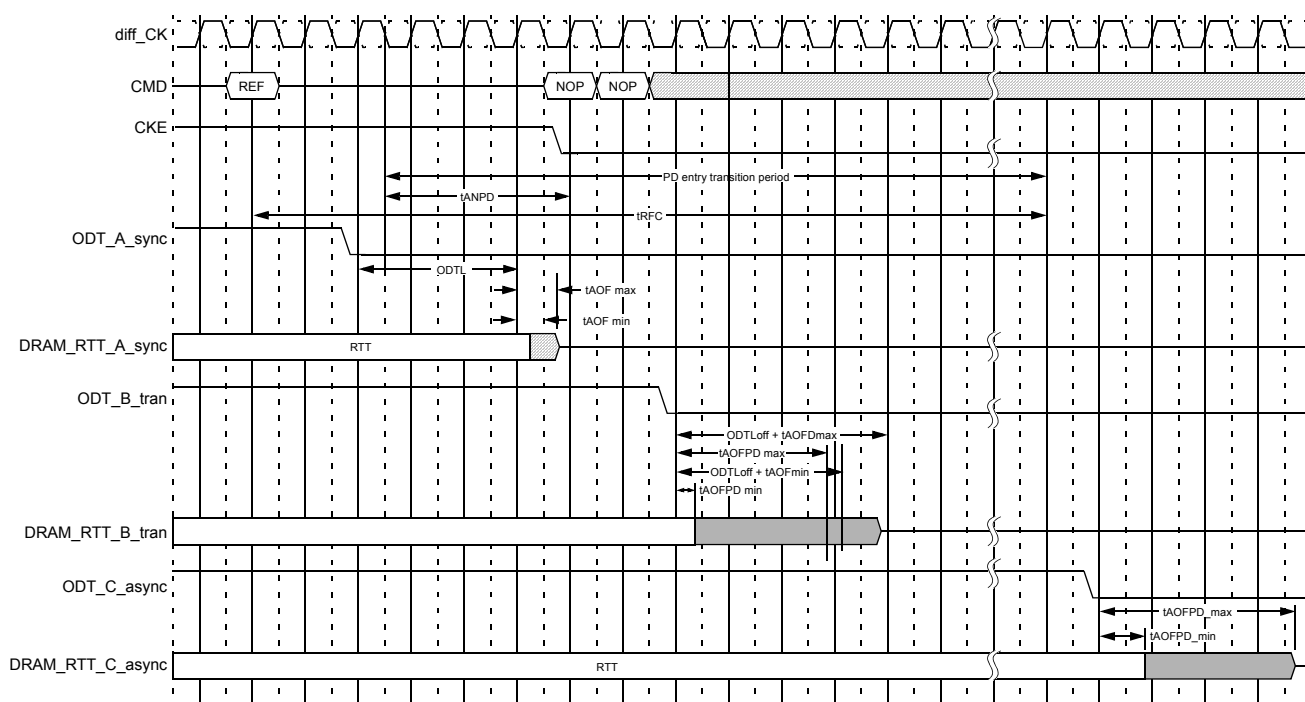 diff_CK
CMD REF NOP NOP
CKE
PD entry transition period
tANPD
tRFC
ODT_A_sync
ODTL
tAOF max
tAOF min
DRAM_RTT_A_sync RTT
ODT_B_tran
ODTLoff + tAOFDmax
tAOFPD max
ODTLoff + tAOFmin
tAOFPD min
DRAM_RTT_B_tran
ODT_C_async
tAOFPD_max
tAOFPD_min
DRAM_RTT_C_async RTT